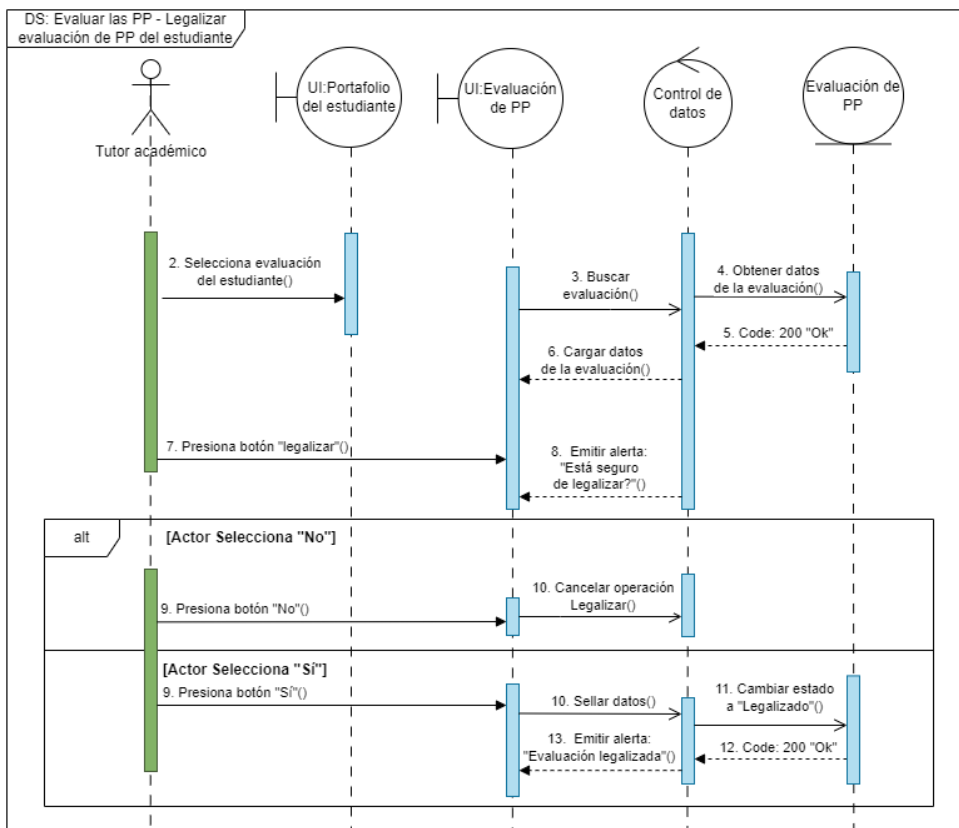 DS: Evaluar las PP - Legalizar
evaluación de PP del estudiante
Tutor académico
UI:Portafolio
del estudiante
UI:Evaluación
de PP
Control de
datos
Evaluación de
PP
2. Selecciona evaluación
del estudiante()
3. Buscar
evaluación()
4. Obtener datos
de la evaluación()
5. Code: 200 "Ok"
6. Cargar datos
de la evaluación()
7. Presiona botón "legalizar"()
8. Emitir alerta:
"Está seguro
de legalizar?"()
alt
[Actor Selecciona "No"]
9. Presiona botón "No"()
10. Cancelar operación
Legalizar()
[Actor Selecciona "Sí"]
9. Presiona botón "Sí"()
10. Sellar datos()
11. Cambiar estado
a "Legalizado"()
12. Code: 200 "Ok"
13. Emitir alerta:
"Evaluación legalizada"()